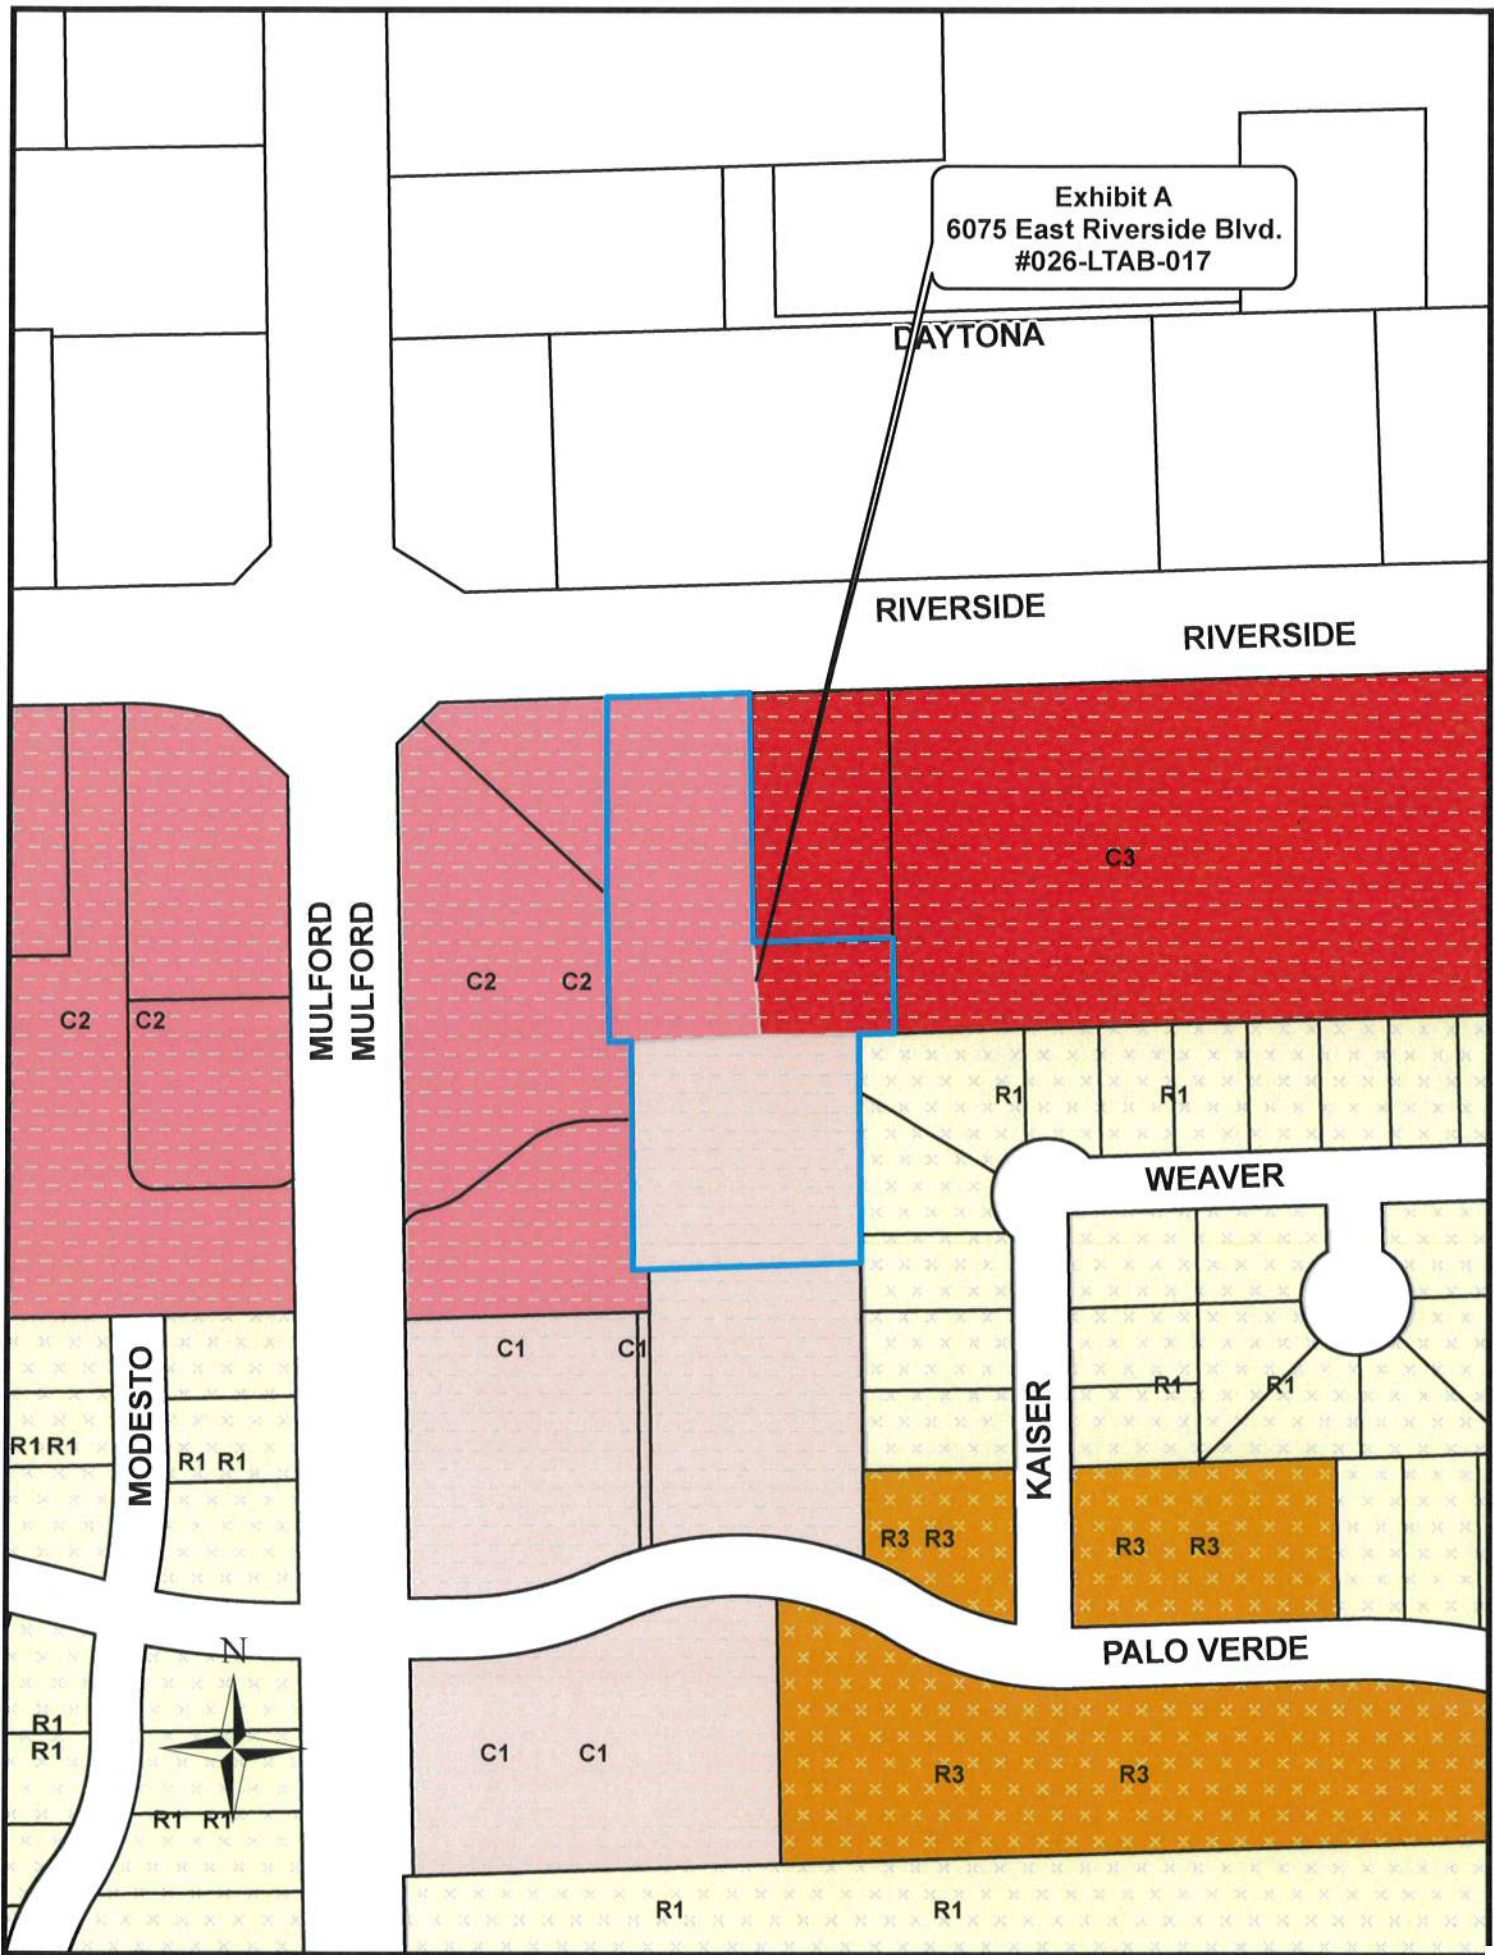 Exhibit A
6075 East Riverside Blvd.
#026-LTAB-017
DAYTONA
RIVERSIDE
RIVERSIDE
C3
MULFORD
MULFORD
C2 C2
C2 C2
R1 R1
WEAVER
C1 C1
MODESTO
KAISER
R1 R1
R1 R1
R1 R1
R3 R3
R3 R3
PALO VERDE
N
R1
R1
C1 C1
R3 R3
R1 R1
R1 R1